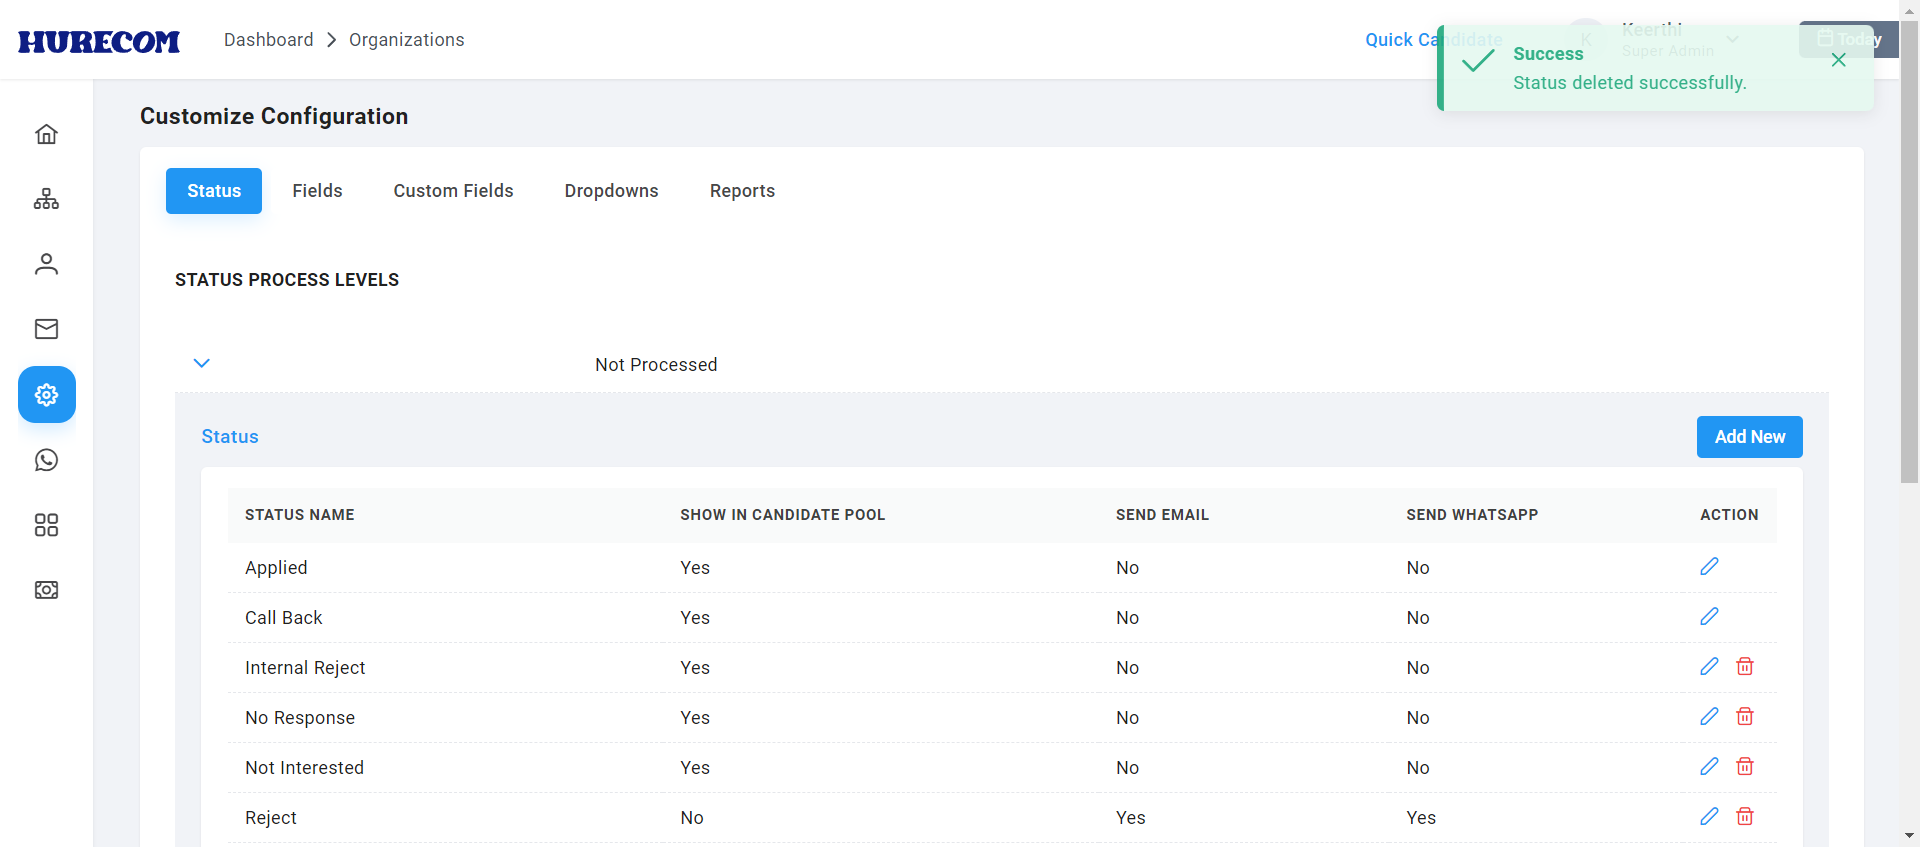 HURECOM
Dashboard > Organizations
Quick Candidate
K
Keerthi
Super Admin
Today
Success
Status deleted successfully.
Customize Configuration
Status Fields Custom Fields Dropdowns Reports
STATUS PROCESS LEVELS
Not Processed
Status
Add New
STATUS NAME SHOW IN CANDIDATE POOL SEND EMAIL SEND WHATSAPP ACTION
Applied Yes No No
Call Back Yes No No
Internal Reject Yes No No
No Response Yes No No
Not Interested Yes No No
Reject No Yes Yes